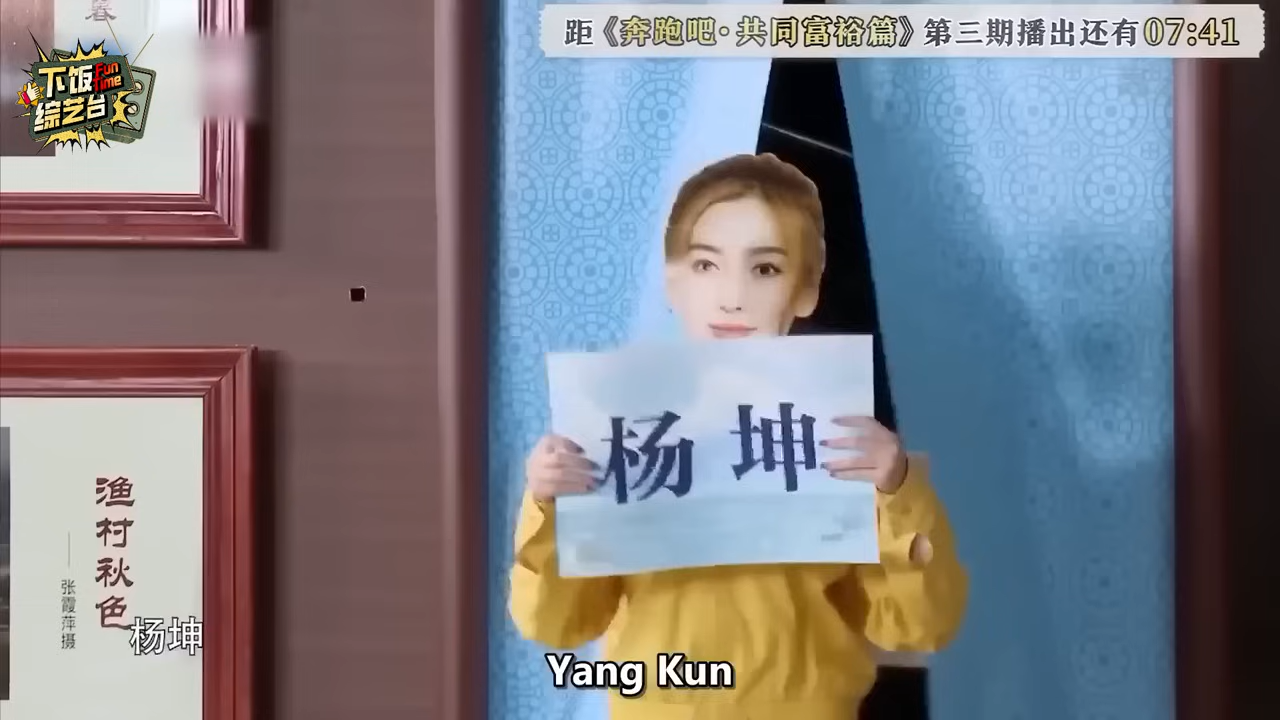 下饭
Fun
Time
综艺台
距《奔跑吧·共同富裕篇》第三期播出还有07:41
春
杨坤
渔村秋色
——张霞萍摄
杨坤
Yang Kun